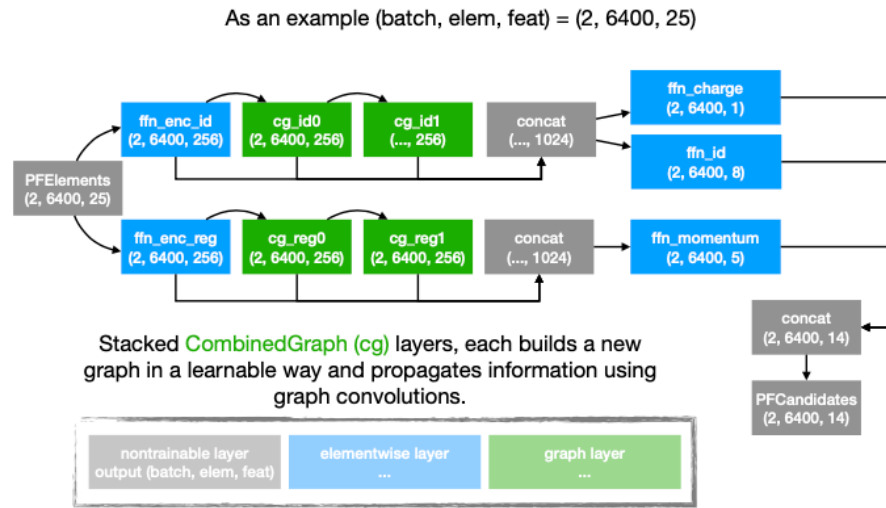 As an example (batch, elem, feat) = (2, 6400, 25)
PFElements
(2, 6400, 25)
ffn_enc_id
(2, 6400, 256)
cg_id0
(2, 6400, 256)
cg_id1
(..., 256)
concat
(..., 1024)
ffn_charge
(2, 6400, 1)
ffn_id
(2, 6400, 8)
ffn_enc_reg
(2, 6400, 256)
cg_reg0
(2, 6400, 256)
cg_reg1
(2, 6400, 256)
concat
(..., 1024)
ffn_momentum
(2, 6400, 5)
concat
(2, 6400, 14)
PFCandidates
(2, 6400, 14)
Stacked CombinedGraph (cg) layers, each builds a new
graph in a learnable way and propagates information using
graph convolutions.
nontrainable layer
output (batch, elem, feat)
elementwise layer
...
graph layer
...